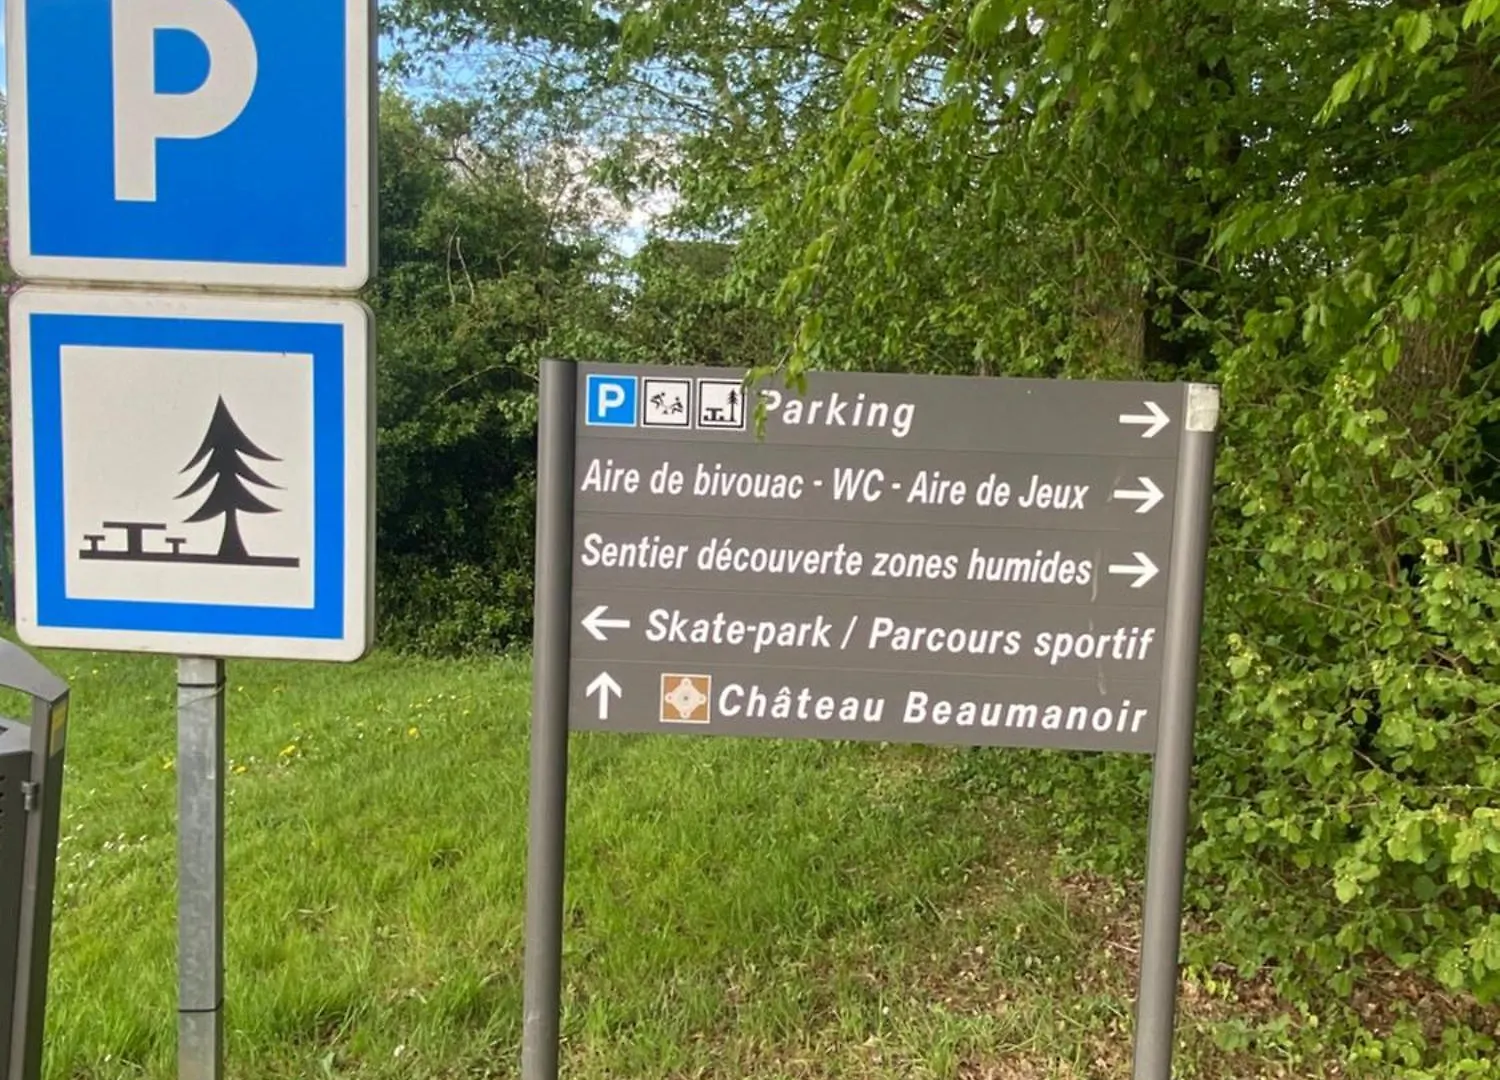 P
P Parking
Aire de bivouac - WC - Aire de Jeux
Sentier découverte zones humides
Skate-park / Parcours sportif
Château Beaumanoir